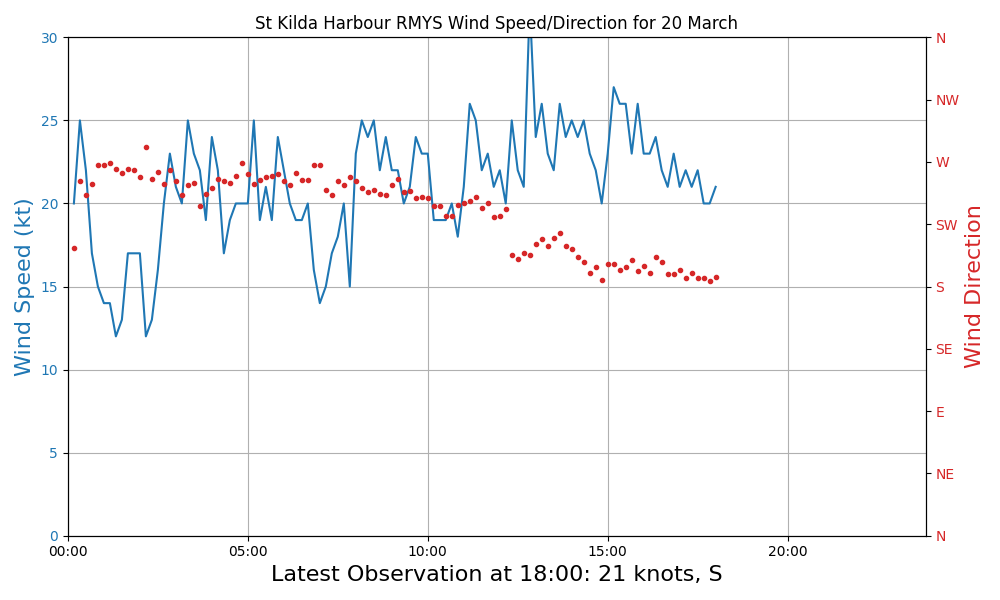 St Kilda Harbour RMYS Wind Speed/Direction for 20 March
Wind Speed (kt)
30
25
20
15
10
5
0
00:00
05:00
10:00
15:00
20:00
N
NW
W
SW
S
SE
E
NE
N
Wind Direction
Latest Observation at 18:00: 21 knots, S